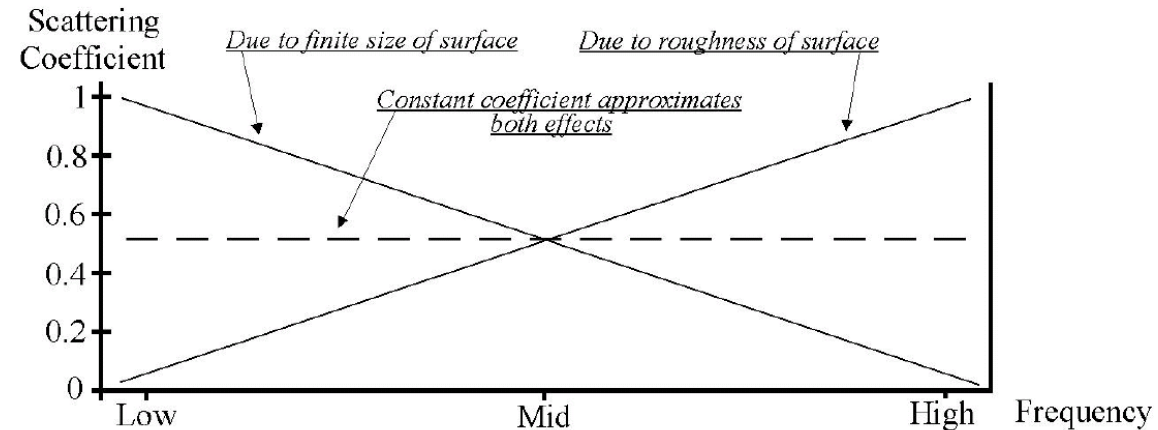 Scattering
Coefficient
Due to finite size of surface
Due to roughness of surface
Constant coefficient approximates
both effects
1
0.8
0.6
0.4
0.2
0
Low
Mid
High
Frequency